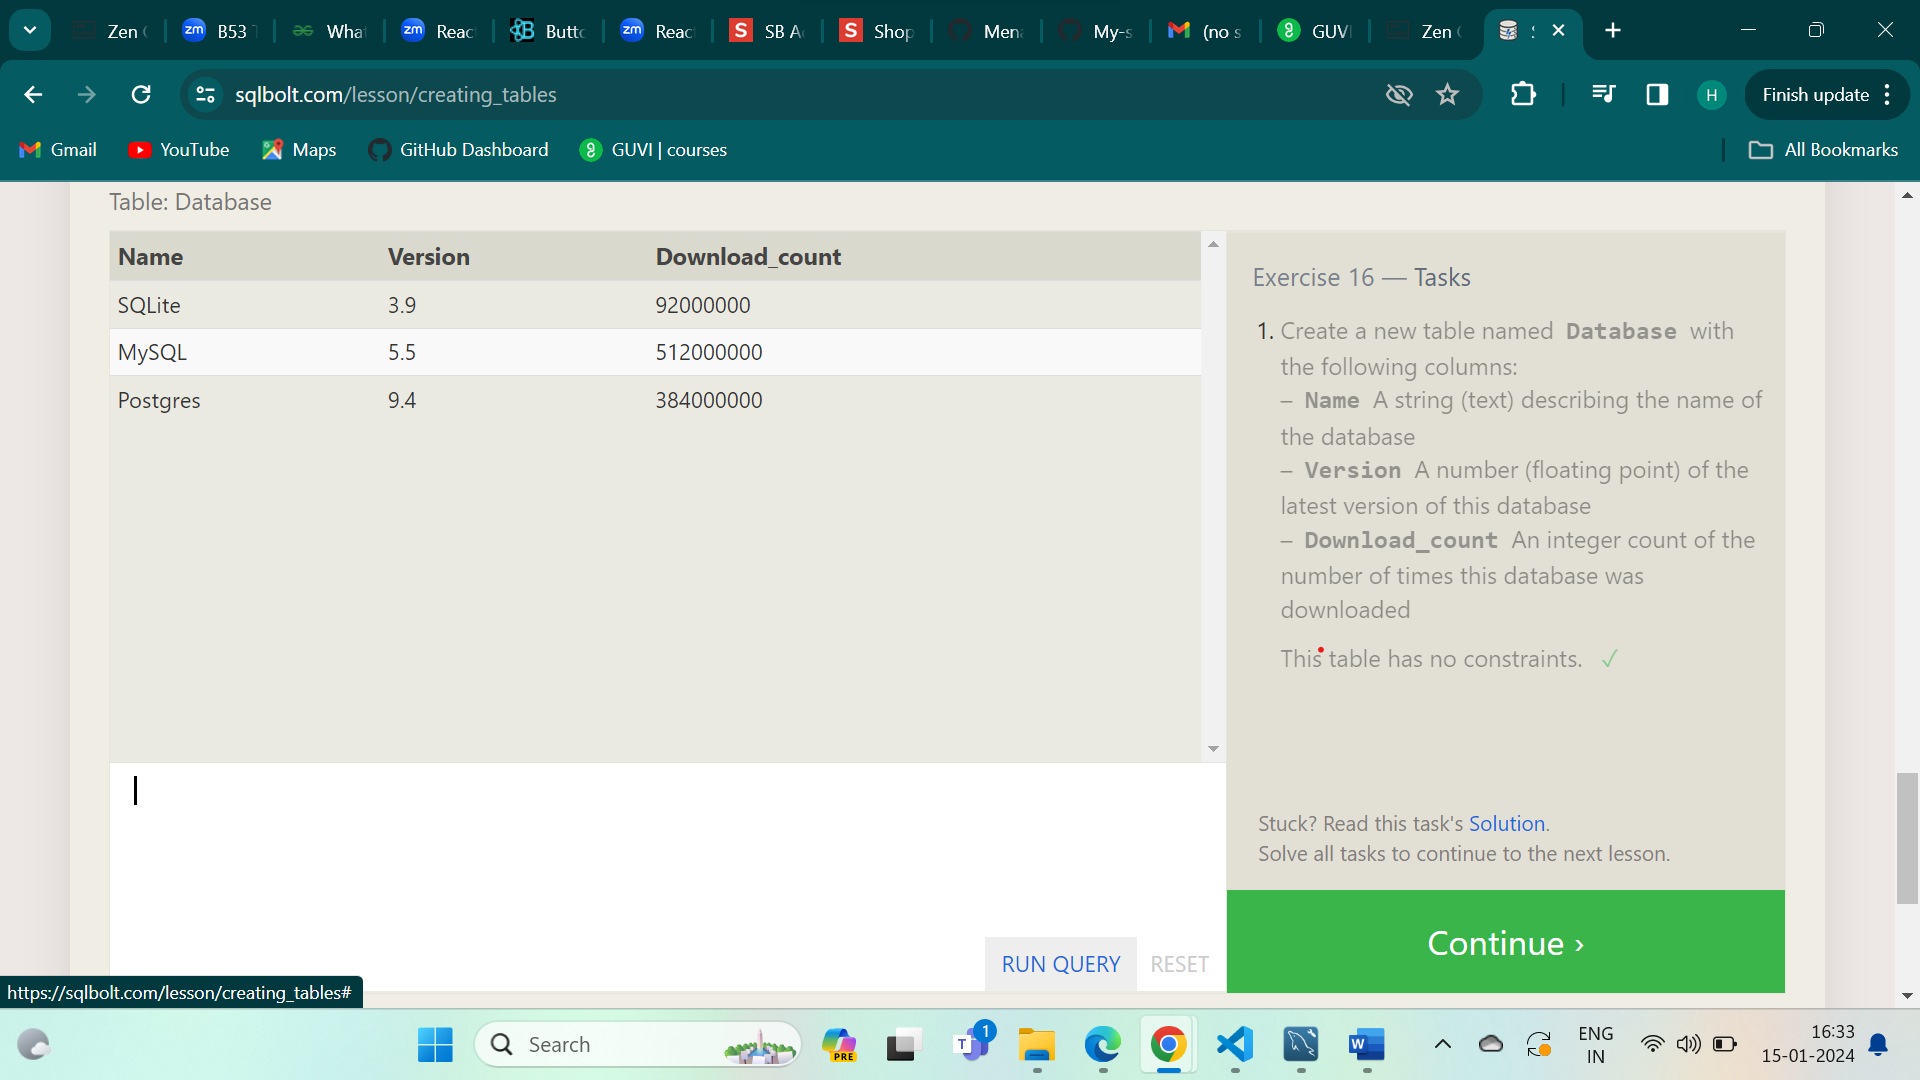 Zen
B53
What
Reac
Butto
Reac
SB A
Shop
Mena
My-s
(no s
GUVI
Zen
sqlbolt.com/lesson/creating_tables
H
Finish update
Gmail
YouTube
Maps
GitHub Dashboard
GUVI | courses
All Bookmarks
Table: Database
Name Version Download_count
SQLite 3.9 92000000
MySQL 5.5 512000000
Postgres 9.4 384000000
Exercise 16 — Tasks
1. Create a new table named Database with
the following columns:
– Name A string (text) describing the name of
the database
– Version A number (floating point) of the
latest version of this database
– Download_count An integer count of the
number of times this database was
downloaded
This table has no constraints. ✓
Stuck? Read this task's Solution.
Solve all tasks to continue to the next lesson.
RUN QUERY RESET
Continue ›
https://sqlbolt.com/lesson/creating_tables#
Search
PRE
T
1
W
ENG
IN
16:33
15-01-2024